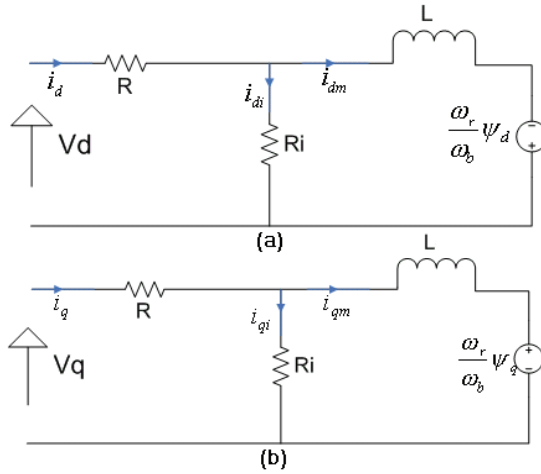 L
i_d
R
i_dm
i_di
Vd
Ri
ω_r/ω_b ψ_d
(a)
L
i_q
R
i_qm
i_qi
Vq
Ri
ω_r/ω_b ψ_q
(b)